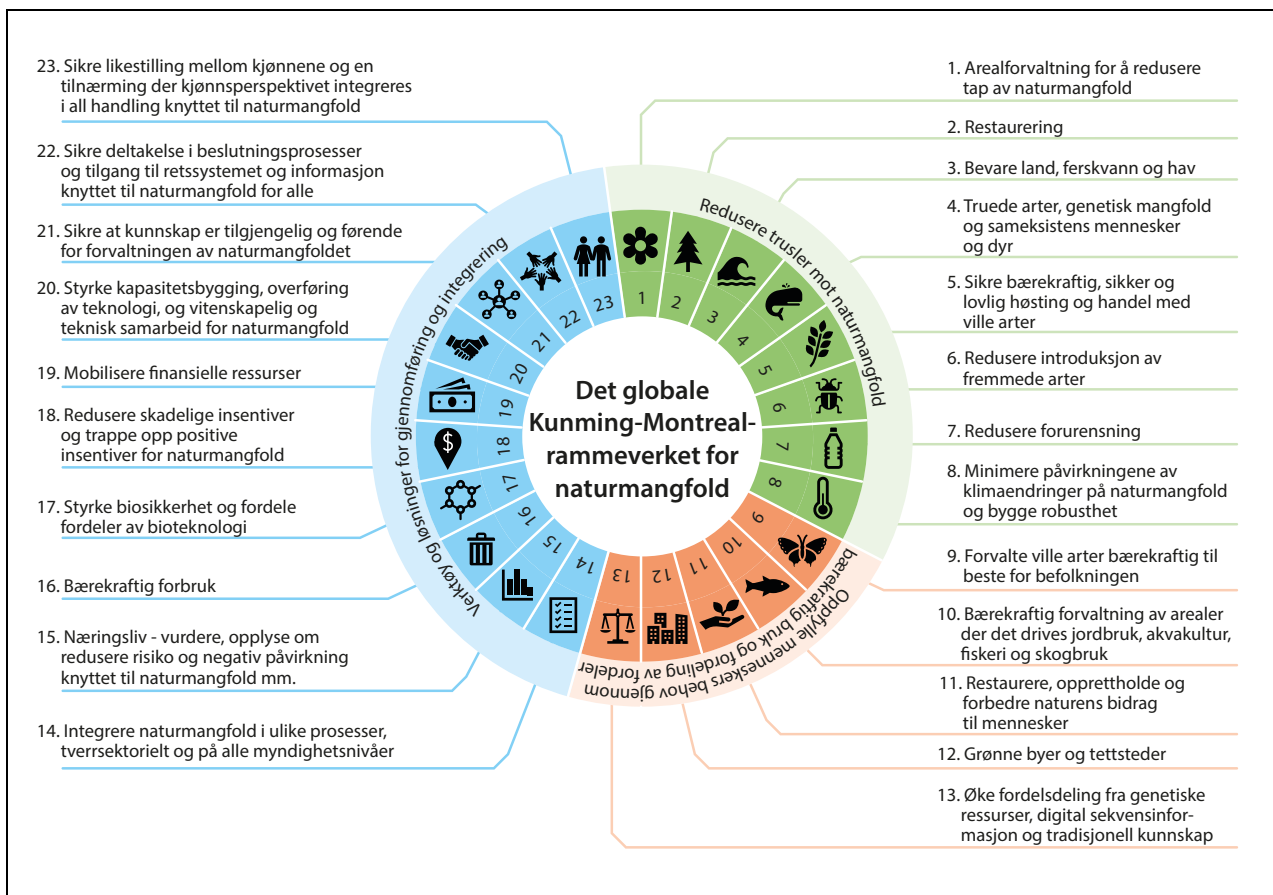 Det globale
Kunming-Montreal-
rammeverket for
naturmangfold
Redusere trusler mot naturmangfold
1. Arealforvaltning for å redusere
tap av naturmangfold
2. Restaurering
3. Bevare land, ferskvann og hav
4. Truede arter, genetisk mangfold
og sameksistens mennesker
og dyr
5. Sikre bærekraftig, sikker og
lovlig høsting og handel med
ville arter
6. Redusere introduksjon av
fremmede arter
7. Redusere forurensning
8. Minimere påvirkningene av
klimaendringer på naturmangfold
og bygge robusthet
Oppfylle menneskers behov gjennom
bærekraftig bruk og fordeling av fordeler
9. Forvalte ville arter bærekraftig til
beste for befolkningen
10. Bærekraftig forvaltning av arealer
der det drives jordbruk, akvakultur,
fiskeri og skogbruk
11. Restaurere, opprettholde og
forbedre naturens bidrag
til mennesker
12. Grønne byer og tettsteder
13. Øke fordelsdeling fra genetiske
ressurser, digital sekvensinfor-
masjon og tradisjonell kunnskap
Verktøy og løsninger for gjennomføring og integrering
23. Sikre likestilling mellom kjønnene og en
tilnærming der kjønnsperspektivet integreres
i all handling knyttet til naturmangfold
22. Sikre deltakelse i beslutningsprosesser
og tilgang til retssystemet og informasjon
knyttet til naturmangfold for alle
21. Sikre at kunnskap er tilgjengelig og førende
for forvaltningen av naturmangfoldet
20. Styrke kapasitetsbygging, overføring
av teknologi, og vitenskapelig og
teknisk samarbeid for naturmangfold
19. Mobilisere finansielle ressurser
18. Redusere skadelige insentiver
og trappe opp positive
insentiver for naturmangfold
17. Styrke biosikkerhet og fordele
fordeler av bioteknologi
16. Bærekraftig forbruk
15. Næringsliv - vurdere, opplyse om
redusere risiko og negativ påvirkning
knyttet til naturmangfold mm.
14. Integrere naturmangfold i ulike prosesser,
tverrsektorielt og på alle myndighetsnivåer
1
2
3
4
5
6
7
8
9
10
11
12
13
14
15
16
17
18
$
19
20
21
22
23